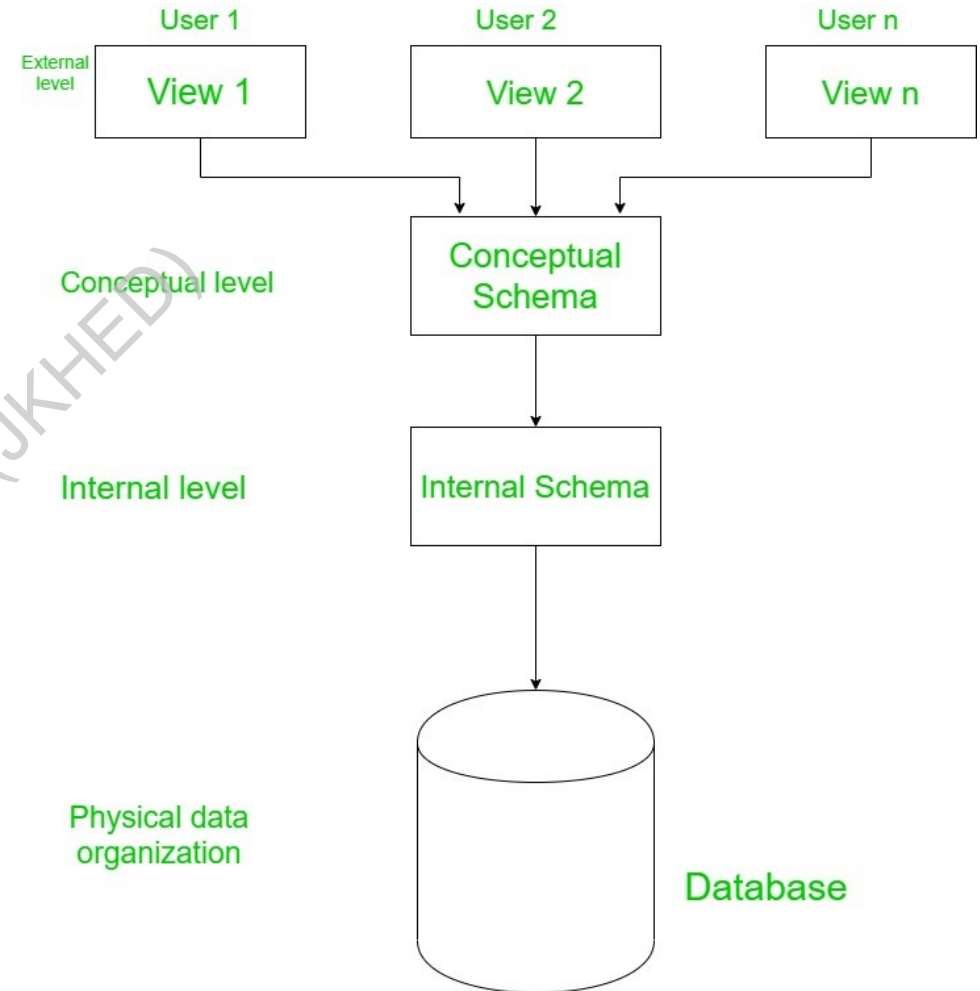 User 1
User 2
User n
External
level
View 1
View 2
View n
Conceptual
Schema
Conceptual level
(JKHED)
Internal level
Internal Schema
Physical data
organization
Database